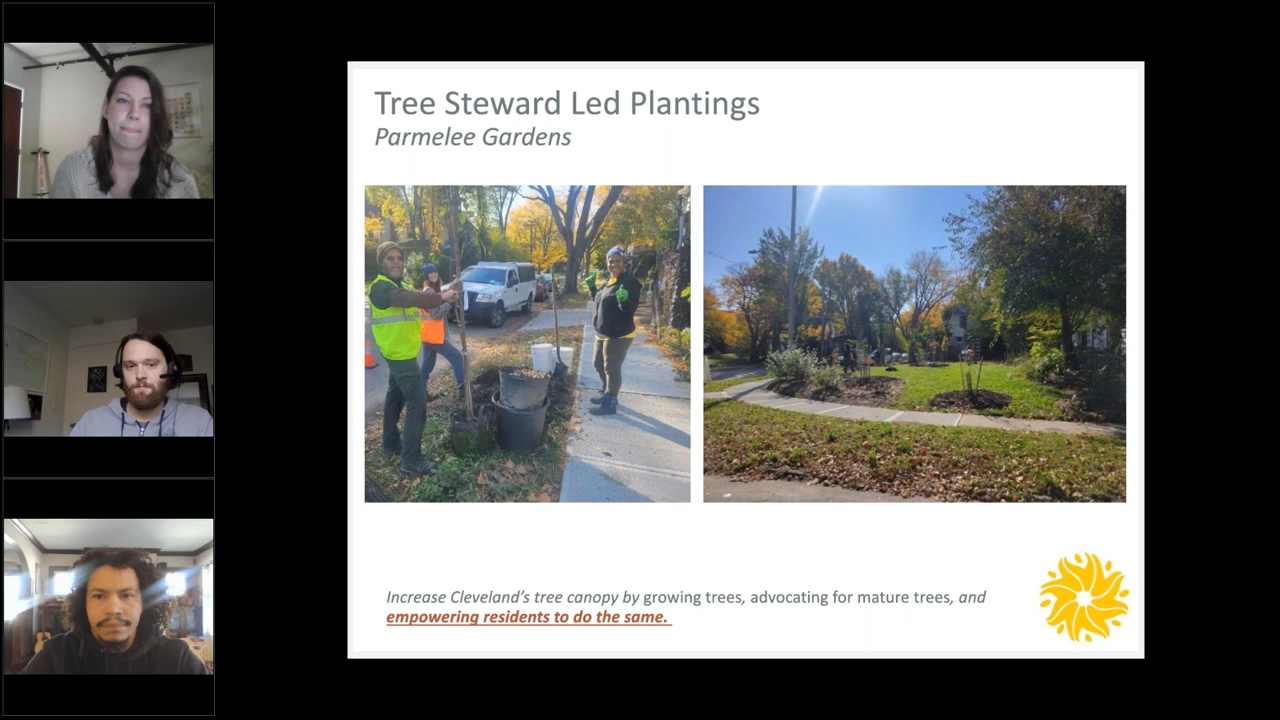 Tree Steward Led Plantings
Parmelee Gardens
Increase Cleveland's tree canopy by growing trees, advocating for mature trees, and
empowering residents to do the same.